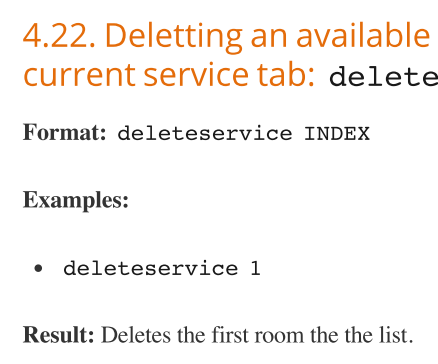 4.22. Deletting an available
current service tab: delete
Format: deleteservice INDEX
Examples:
• deleteservice 1
Result: Deletes the first room the the list.